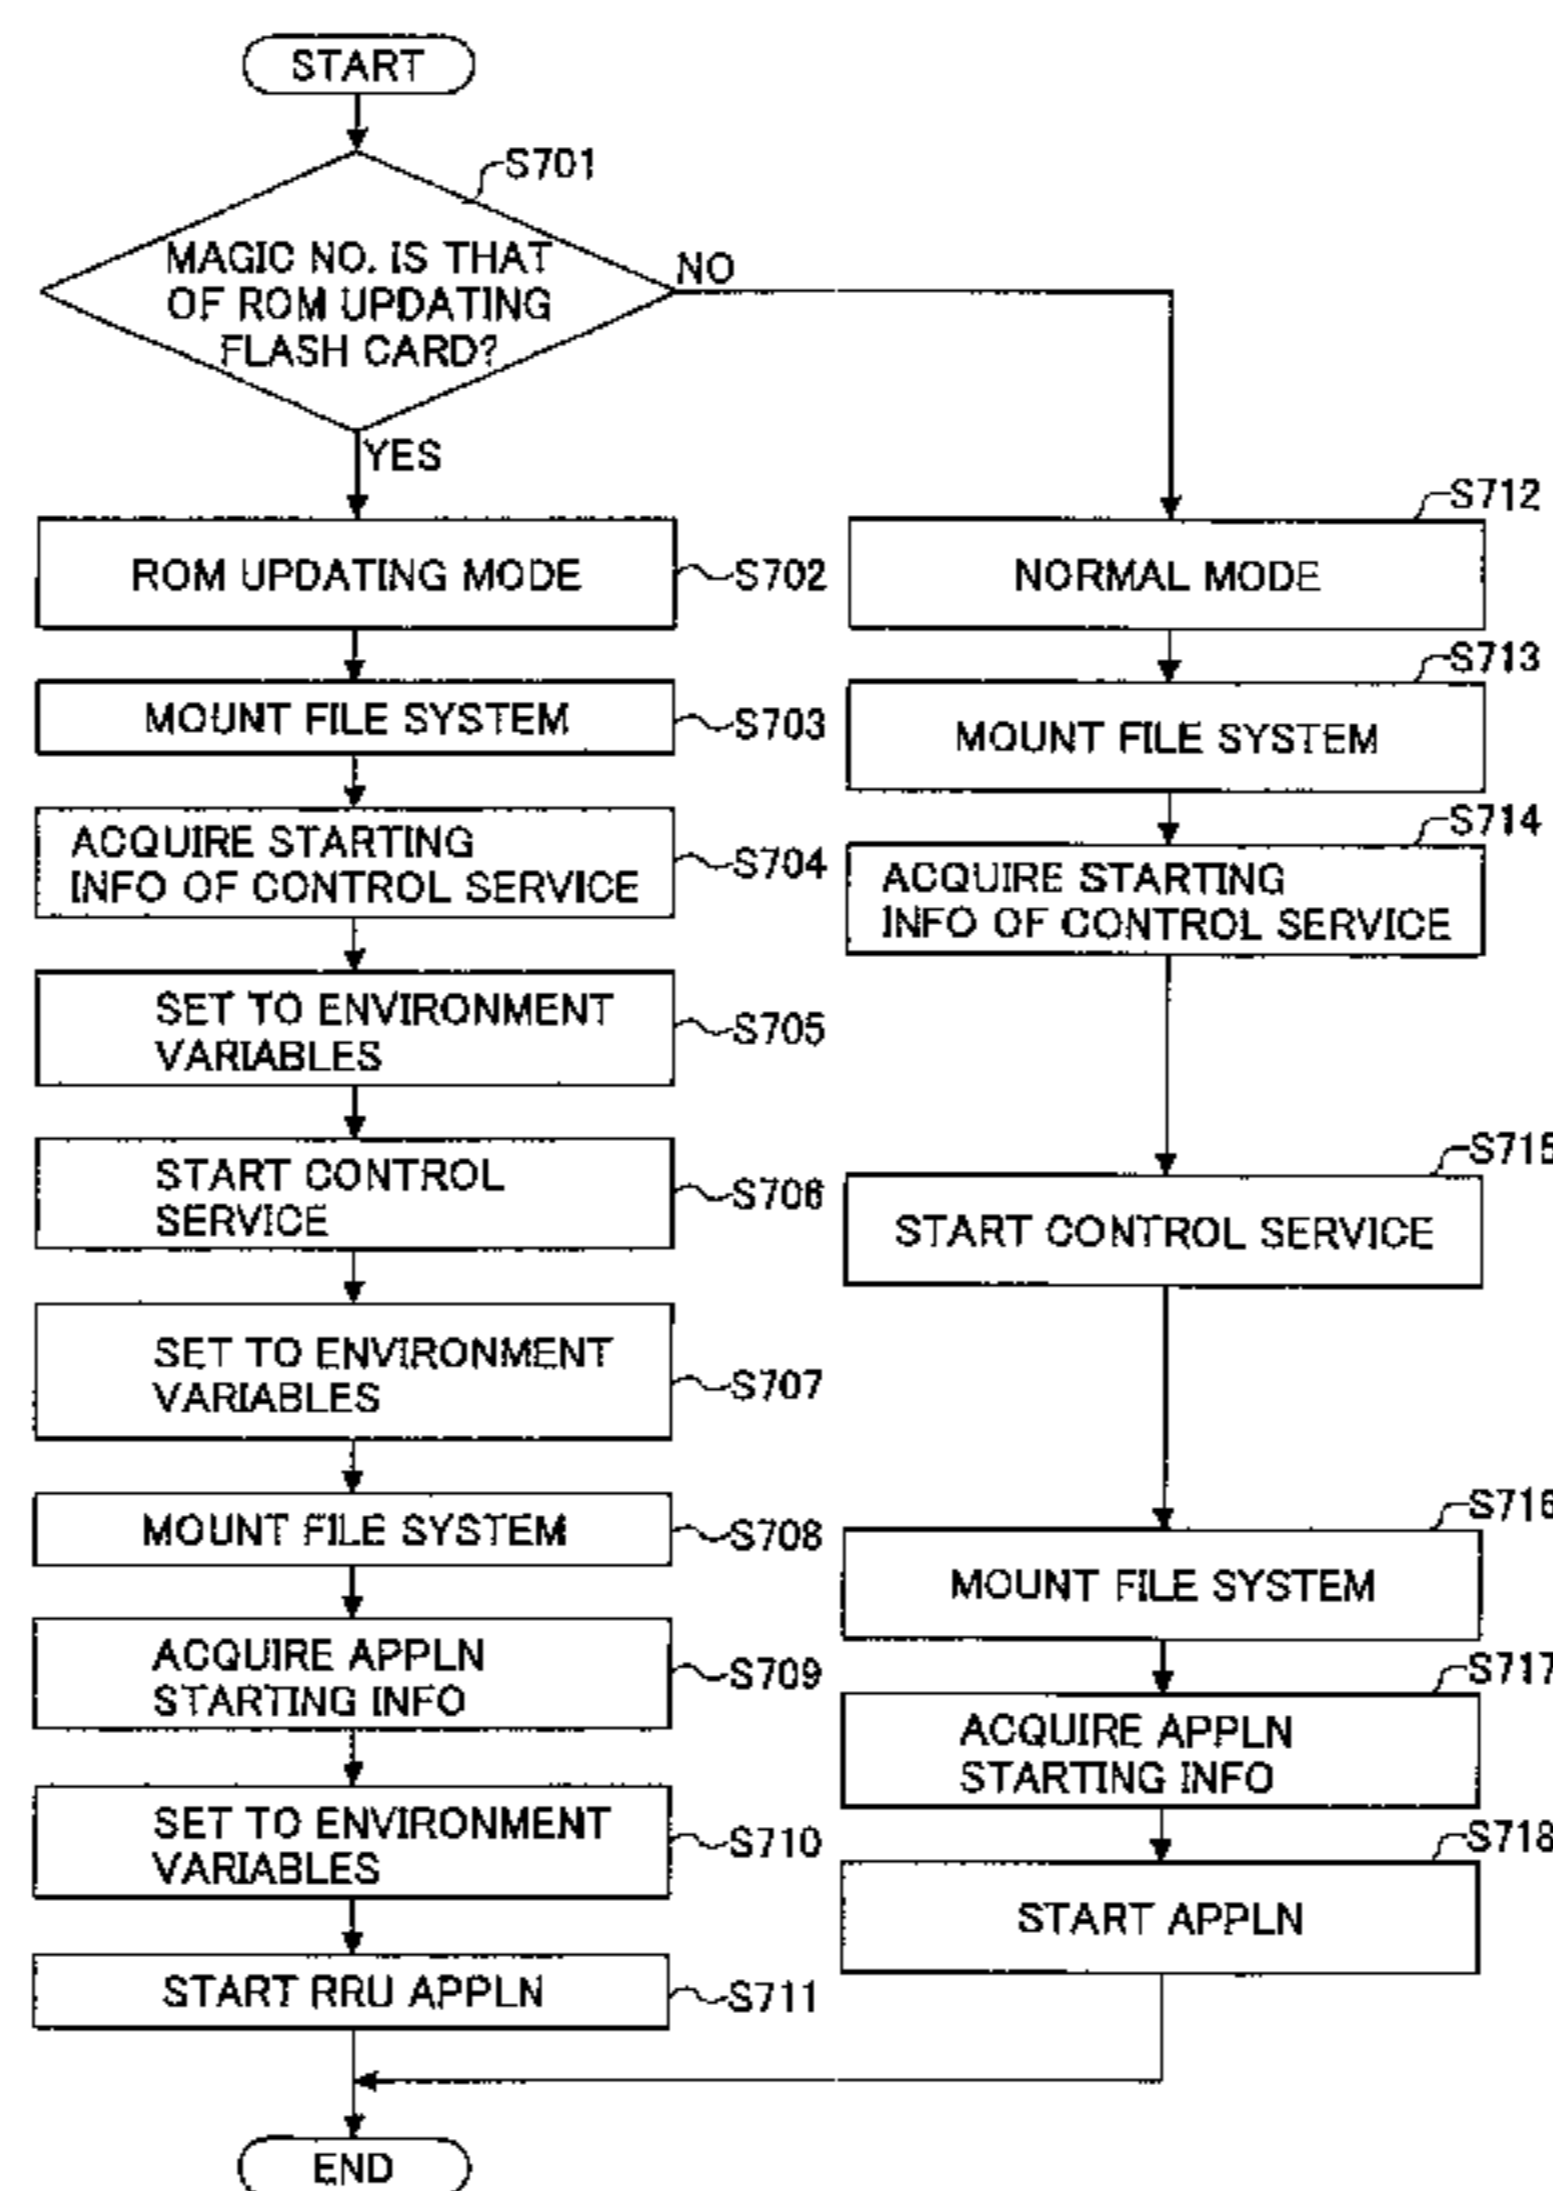 START
S701
MAGIC NO. IS THAT
OF ROM UPDATING
FLASH CARD?
NO
YES
ROM UPDATING MODE
S702
MOUNT FILE SYSTEM
S703
ACQUIRE STARTING
INFO OF CONTROL SERVICE
S704
SET TO ENVIRONMENT
VARIABLES
S705
START CONTROL
SERVICE
S706
SET TO ENVIRONMENT
VARIABLES
S707
MOUNT FILE SYSTEM
S708
ACQUIRE APPLN
STARTING INFO
S709
SET TO ENVIRONMENT
VARIABLES
S710
START RRU APPLN
S711
S712
NORMAL MODE
S713
MOUNT FILE SYSTEM
S714
ACQUIRE STARTING
INFO OF CONTROL SERVICE
S715
START CONTROL SERVICE
S716
MOUNT FILE SYSTEM
S717
ACQUIRE APPLN
STARTING INFO
S718
START APPLN
END